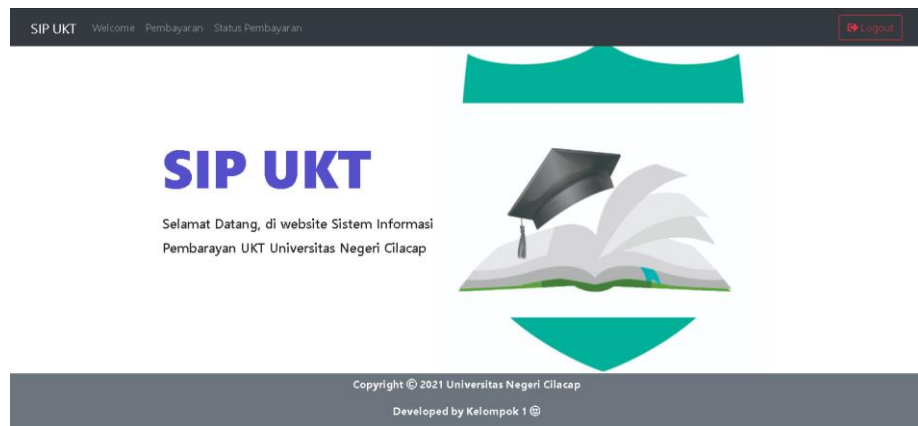 SIP UKT Welcome Pembayaran Status Pembayaran Logout
SIP UKT
Selamat Datang, di website Sistem Informasi
Pembarayan UKT Universitas Negeri Cilacap
Copyright © 2021 Universitas Negeri Cilacap
Developed by Kelompok 1